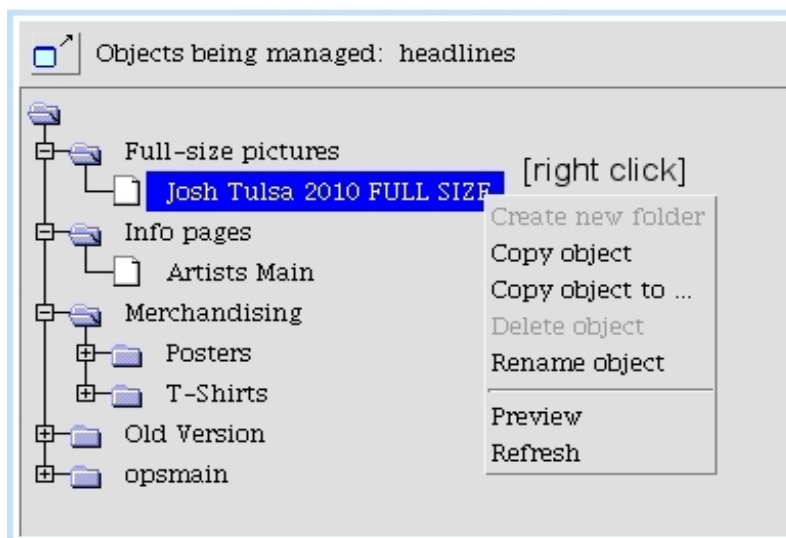 Objects being managed: headlines
Full-size pictures
[right click]
Josh Tulsa 2010 FULL SIZE
Create new folder
Info pages
Copy object
Artists Main
Copy object to ...
Merchandising
Delete object
Posters
Rename object
T-Shirts
Preview
Old Version
Refresh
opsmain